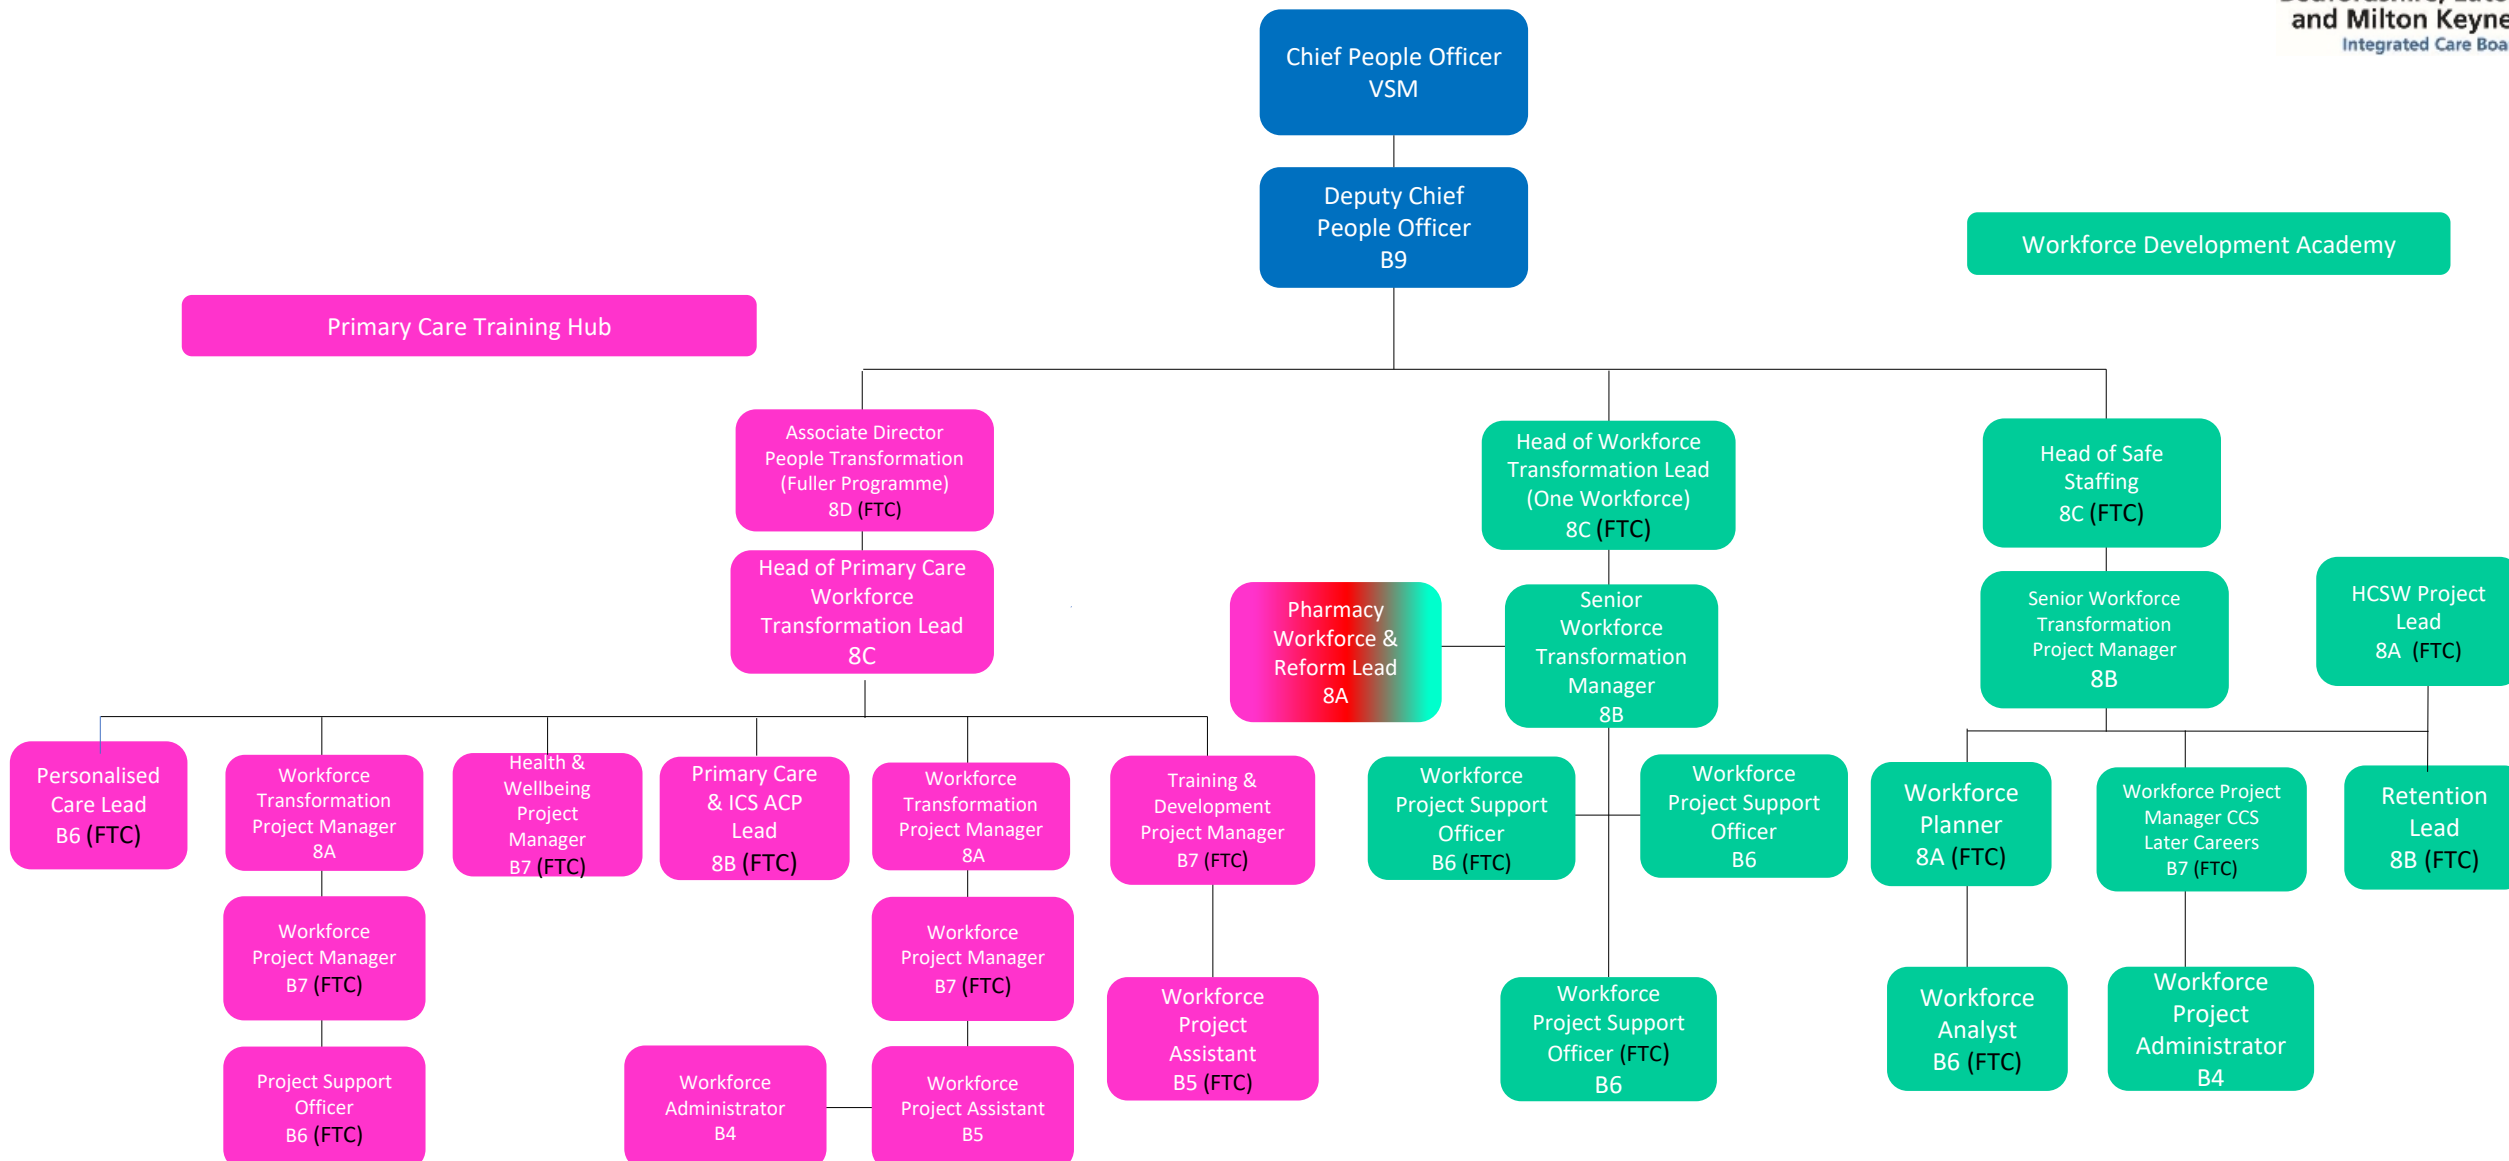 and Milton Keyne
Integrated Care Boa
Chief People Officer
VSM
Deputy Chief
People Officer
B9
Workforce Development Academy
Primary Care Training Hub
Associate Director
People Transformation
(Fuller Programme)
8D (FTC)
Head of Workforce
Transformation Lead
(One Workforce)
8C (FTC)
Head of Safe
Staffing
8C (FTC)
Head of Primary Care
Workforce
Transformation Lead
8C
Pharmacy
Workforce &
Reform Lead
8A
Senior
Workforce
Transformation
Manager
8B
Senior Workforce
Transformation
Project Manager
8B
HCSW Project
Lead
8A (FTC)
Personalised
Care Lead
B6 (FTC)
Workforce
Transformation
Project Manager
8A
Health &
Wellbeing
Project
Manager
B7 (FTC)
Primary Care
& ICS ACP
Lead
8B (FTC)
Workforce
Transformation
Project Manager
8A
Training &
Development
Project Manager
B7 (FTC)
Workforce
Project Support
Officer
B6 (FTC)
Workforce
Project Support
Officer
B6
Workforce
Planner
8A (FTC)
Workforce Project
Manager CCS
Later Careers
B7 (FTC)
Retention
Lead
8B (FTC)
Workforce
Project Manager
B7 (FTC)
Workforce
Project Manager
B7 (FTC)
Workforce
Project
Assistant
B5 (FTC)
Workforce
Project Support
Officer (FTC)
B6
Workforce
Analyst
B6 (FTC)
Workforce
Project
Administrator
B4
Project Support
Officer
B6 (FTC)
Workforce
Administrator
B4
Workforce
Project Assistant
B5